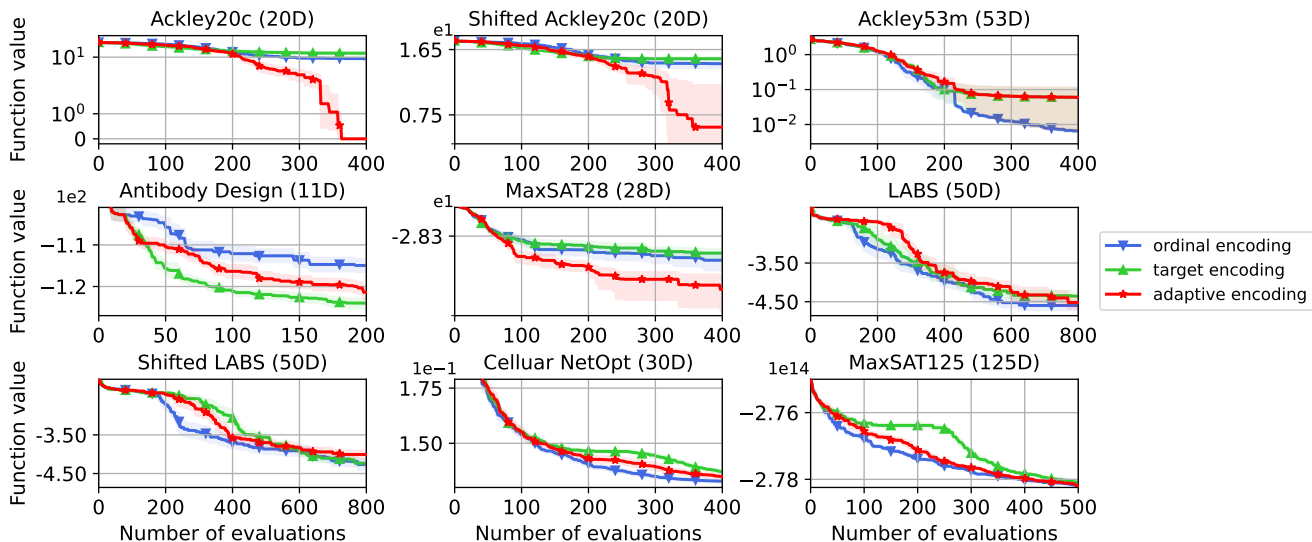 Ackley20c (20D)
Function value
10¹
10⁰
0
0 100 200 300 400
Shifted Ackley20c (20D)
1e1
1.65
0.75
0 100 200 300 400
Ackley53m (53D)
10⁰
10⁻¹
10⁻²
0 100 200 300 400
Antibody Design (11D)
1e2
Function value
−1.1
−1.2
0 50 100 150 200
MaxSAT28 (28D)
e1
-2.83
0 100 200 300 400
LABS (50D)
-3.50
-4.50
0 200 400 600 800
ordinal encoding
target encoding
adaptive encoding
Shifted LABS (50D)
Function value
-3.50
-4.50
0 200 400 600 800
Number of evaluations
Celluar NetOpt (30D)
1e−1
1.75
1.50
0 100 200 300 400
Number of evaluations
MaxSAT125 (125D)
1e14
−2.76
−2.78
0 100 200 300 400 500
Number of evaluations